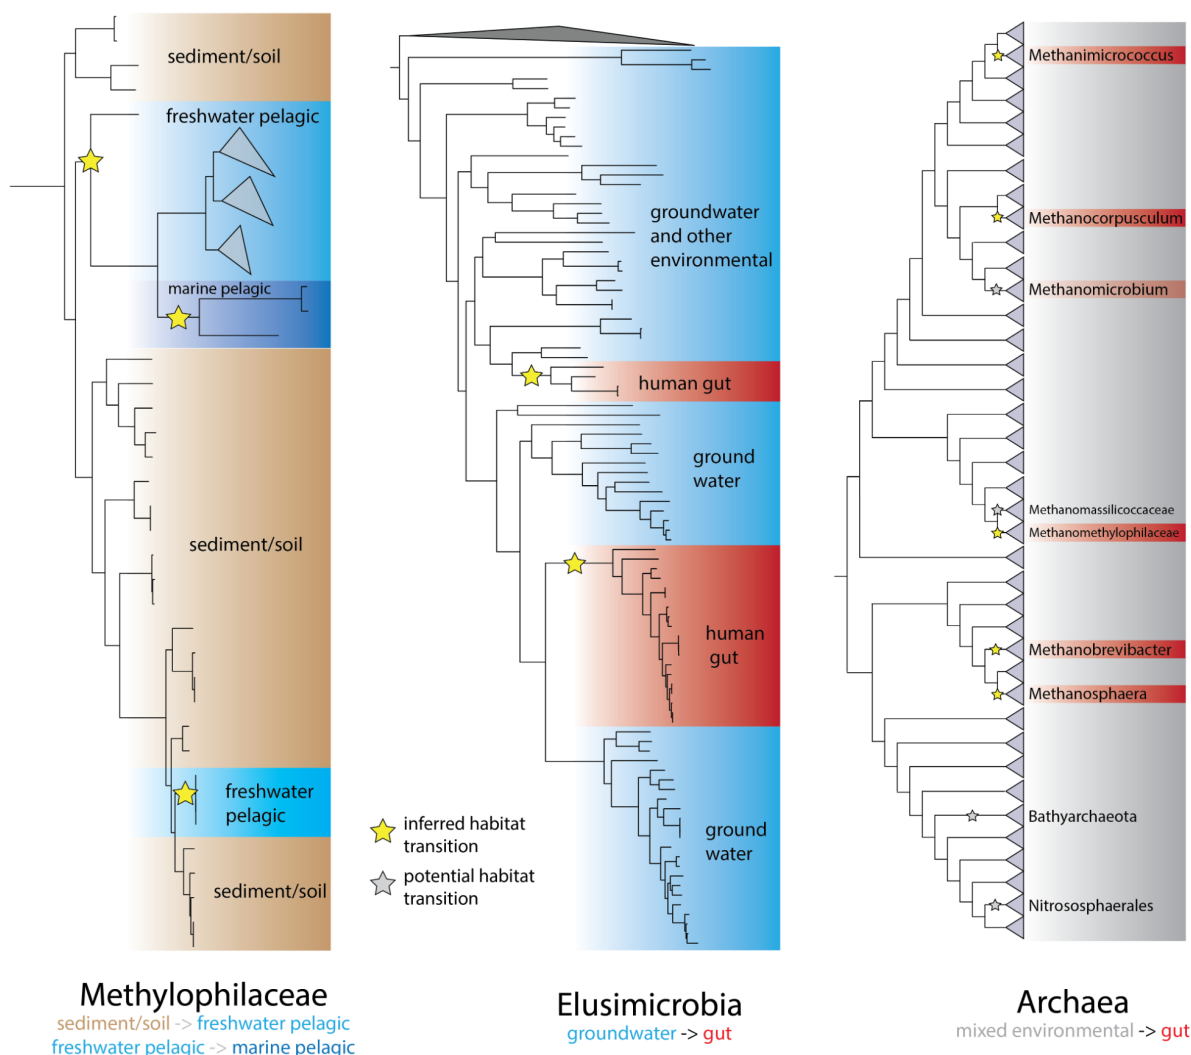 sediment/soil
freshwater pelagic
marine pelagic
sediment/soil
freshwater
pelagic
sediment/soil
Methylophilaceae
sediment/soil -> freshwater pelagic
freshwater pelagic -> marine pelagic
groundwater
and other
environmental
human gut
ground
water
human
gut
ground
water
inferred habitat
transition
potential habitat
transition
Elusimicrobia
groundwater -> gut
Methanimicrococcus
Methanocorpusculum
Methanomicrobium
Methanomassilicoccaceae
Methanomethylophilaceae
Methanobrevibacter
Methanosphaera
Bathyarchaeota
Nitrososphaerales
Archaea
mixed environmental -> gut